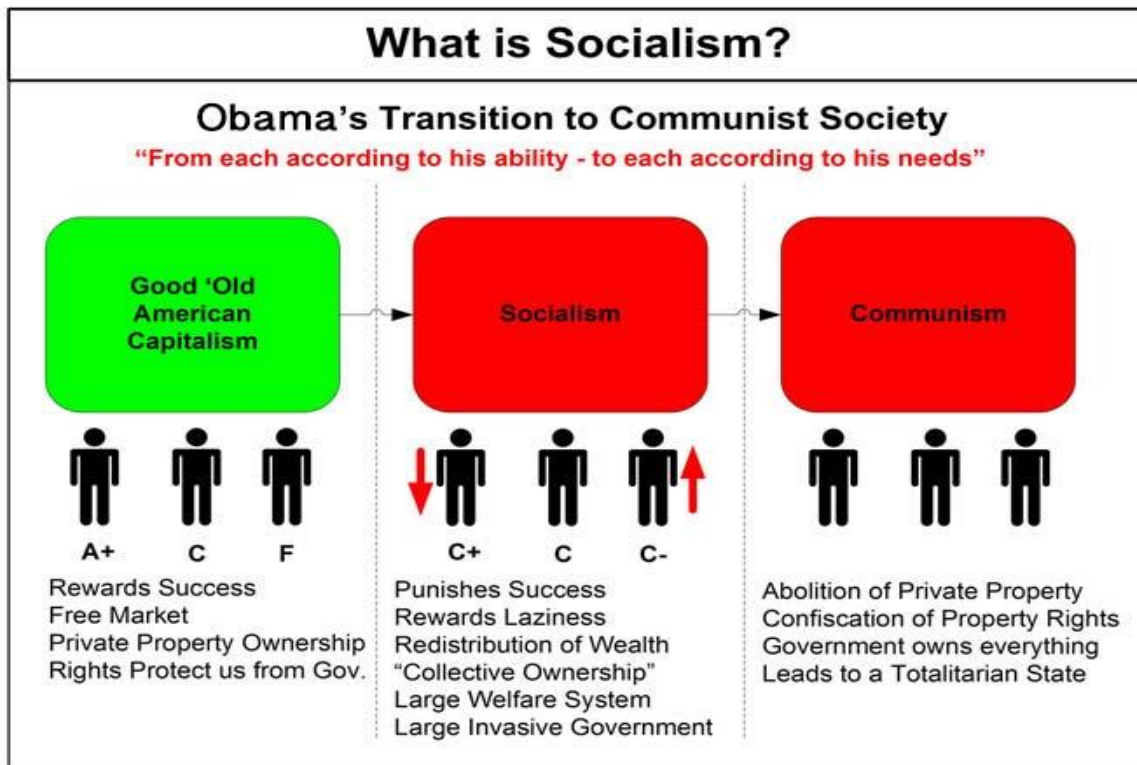 What is Socialism?
Obama's Transition to Communist Society
“From each according to his ability - to each according to his needs”
Good ‘Old
American
Capitalism
Socialism
Communism
A+ C F
C+ C C-
Rewards Success
Free Market
Private Property Ownership
Rights Protect us from Gov.
Punishes Success
Rewards Laziness
Redistribution of Wealth
“Collective Ownership”
Large Welfare System
Large Invasive Government
Abolition of Private Property
Confiscation of Property Rights
Government owns everything
Leads to a Totalitarian State